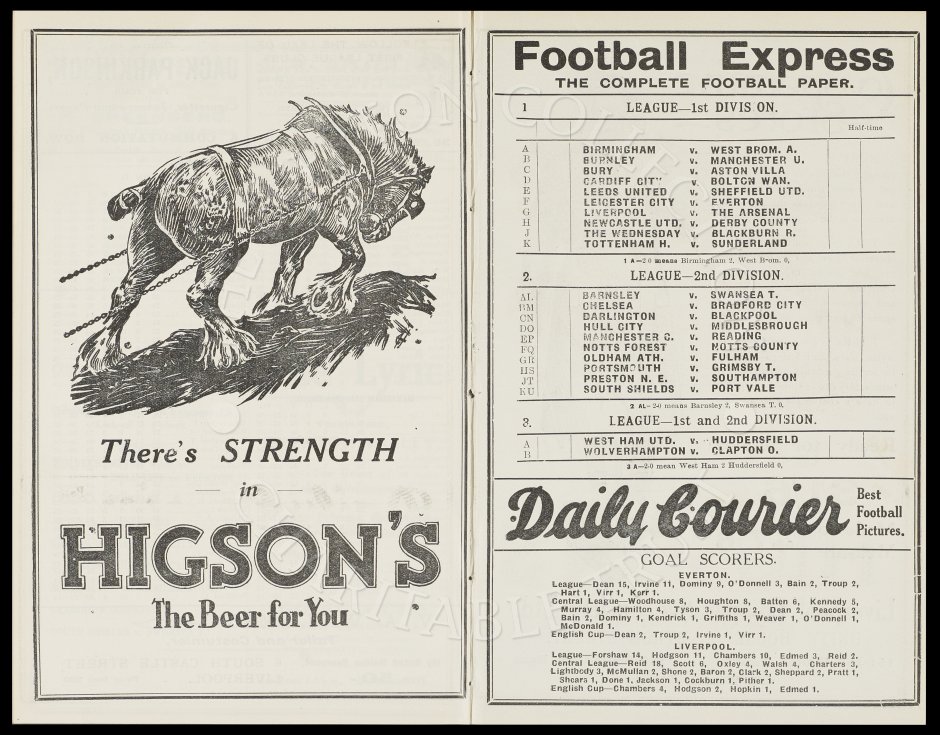 There's STRENGTH
in
HIGSON'S
The Beer for You
Football Express
THE COMPLETE FOOTBALL PAPER.
1 LEAGUE—1st DIVIS ON.
Half-time
A BIRMINGHAM v. WEST BROM. A.
B BURNLEY v. MANCHESTER U.
C BURY v. ASTON VILLA
D CARDIFF CITY v. BOLTON WAN.
E LEEDS UNITED v. SHEFFIELD UTD.
F LEICESTER CITY v. EVERTON
G LIVERPOOL v. THE ARSENAL
H NEWCASTLE UTD. v. DERBY COUNTY
J THE WEDNESDAY v. BLACKBURN R.
K TOTTENHAM H. v. SUNDERLAND
1 A—2 0 means Birmingham 2, West Brom. 0,
2. LEAGUE—2nd DIVISION.
AL BARNSLEY v. SWANSEA T.
BM CHELSEA v. BRADFORD CITY
CN DARLINGTON v. BLACKPOOL
DO HULL CITY v. MIDDLESBROUGH
EP MANCHESTER C. v. READING
FQ NOTTS FOREST v. NOTTS COUNTY
GR OLDHAM ATH. v. FULHAM
HS PORTSMOUTH v. GRIMSBY T.
JT PRESTON N. E. v. SOUTHAMPTON
KU SOUTH SHIELDS v. PORT VALE
2 AL—2-0 means Barnsley 2, Swansea T. 0.
3. LEAGUE—1st and 2nd DIVISION.
A WEST HAM UTD. v. HUDDERSFIELD
B WOLVERHAMPTON v. CLAPTON O.
3 A—2-0 mean West Ham 2 Huddersfield 0,
Daily Courier
Best
Football
Pictures.
GOAL SCORERS.
EVERTON.
League—Dean 15, Irvine 11, Dominy 9, O'Donnell 3, Bain 2, Troup 2,
Hart 1, Virr 1, Kerr 1.
Central League—Woodhouse 8, Houghton 8, Batten 6, Kennedy 5,
Murray 4, Hamilton 4, Tyson 3, Troup 2, Dean 2, Peacock 2,
Bain 2, Dominy 1, Kendrick 1, Griffiths 1, Weaver 1, O'Donnell 1,
McDonald 1.
English Cup—Dean 2, Troup 2, Irvine 1, Virr 1.
LIVERPOOL.
League—Forshaw 14, Hodgson 11, Chambers 10, Edmed 3, Reid 2.
Central League—Reid 18, Scott 6, Oxley 4, Walsh 4, Charters 3,
Lightbody 3, McMullan 2, Shone 2, Baron 2, Clark 2, Sheppard 2, Pratt 1,
Shears 1, Done 1, Jackson 1, Cockburn 1, Pither 1.
English Cup—Chambers 4, Hodgson 2, Hopkin 1, Edmed 1.